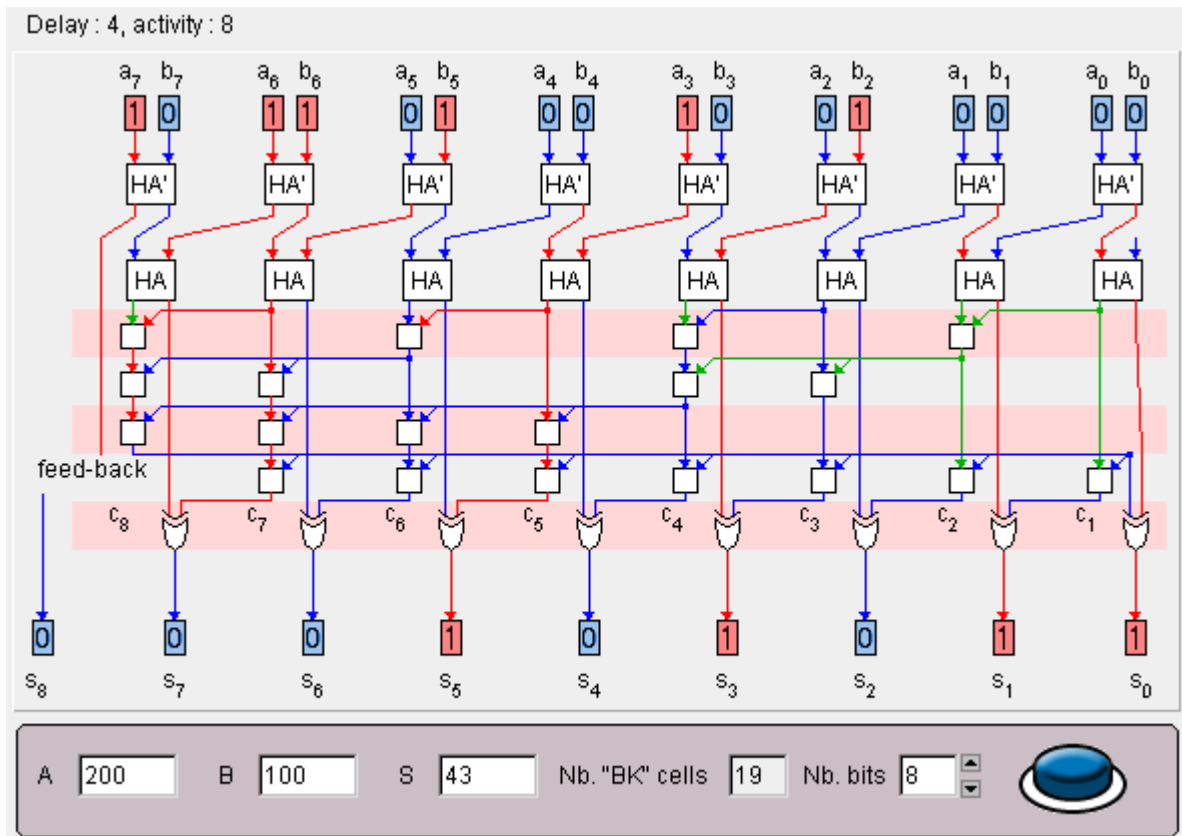 Delay : 4, activity : 8
a7 b7 a6 b6 a5 b5 a4 b4 a3 b3 a2 b2 a1 b1 a0 b0
1 0 1 1 0 1 0 0 1 0 0 1 0 0 0 0
HA' HA' HA' HA' HA' HA' HA' HA'
HA HA HA HA HA HA HA HA
feed-back
c8 c7 c6 c5 c4 c3 c2 c1
0 0 0 1 0 1 0 1 1
s8 s7 s6 s5 s4 s3 s2 s1 s0
A 200 B 100 S 43 Nb. "BK" cells 19 Nb. bits 8